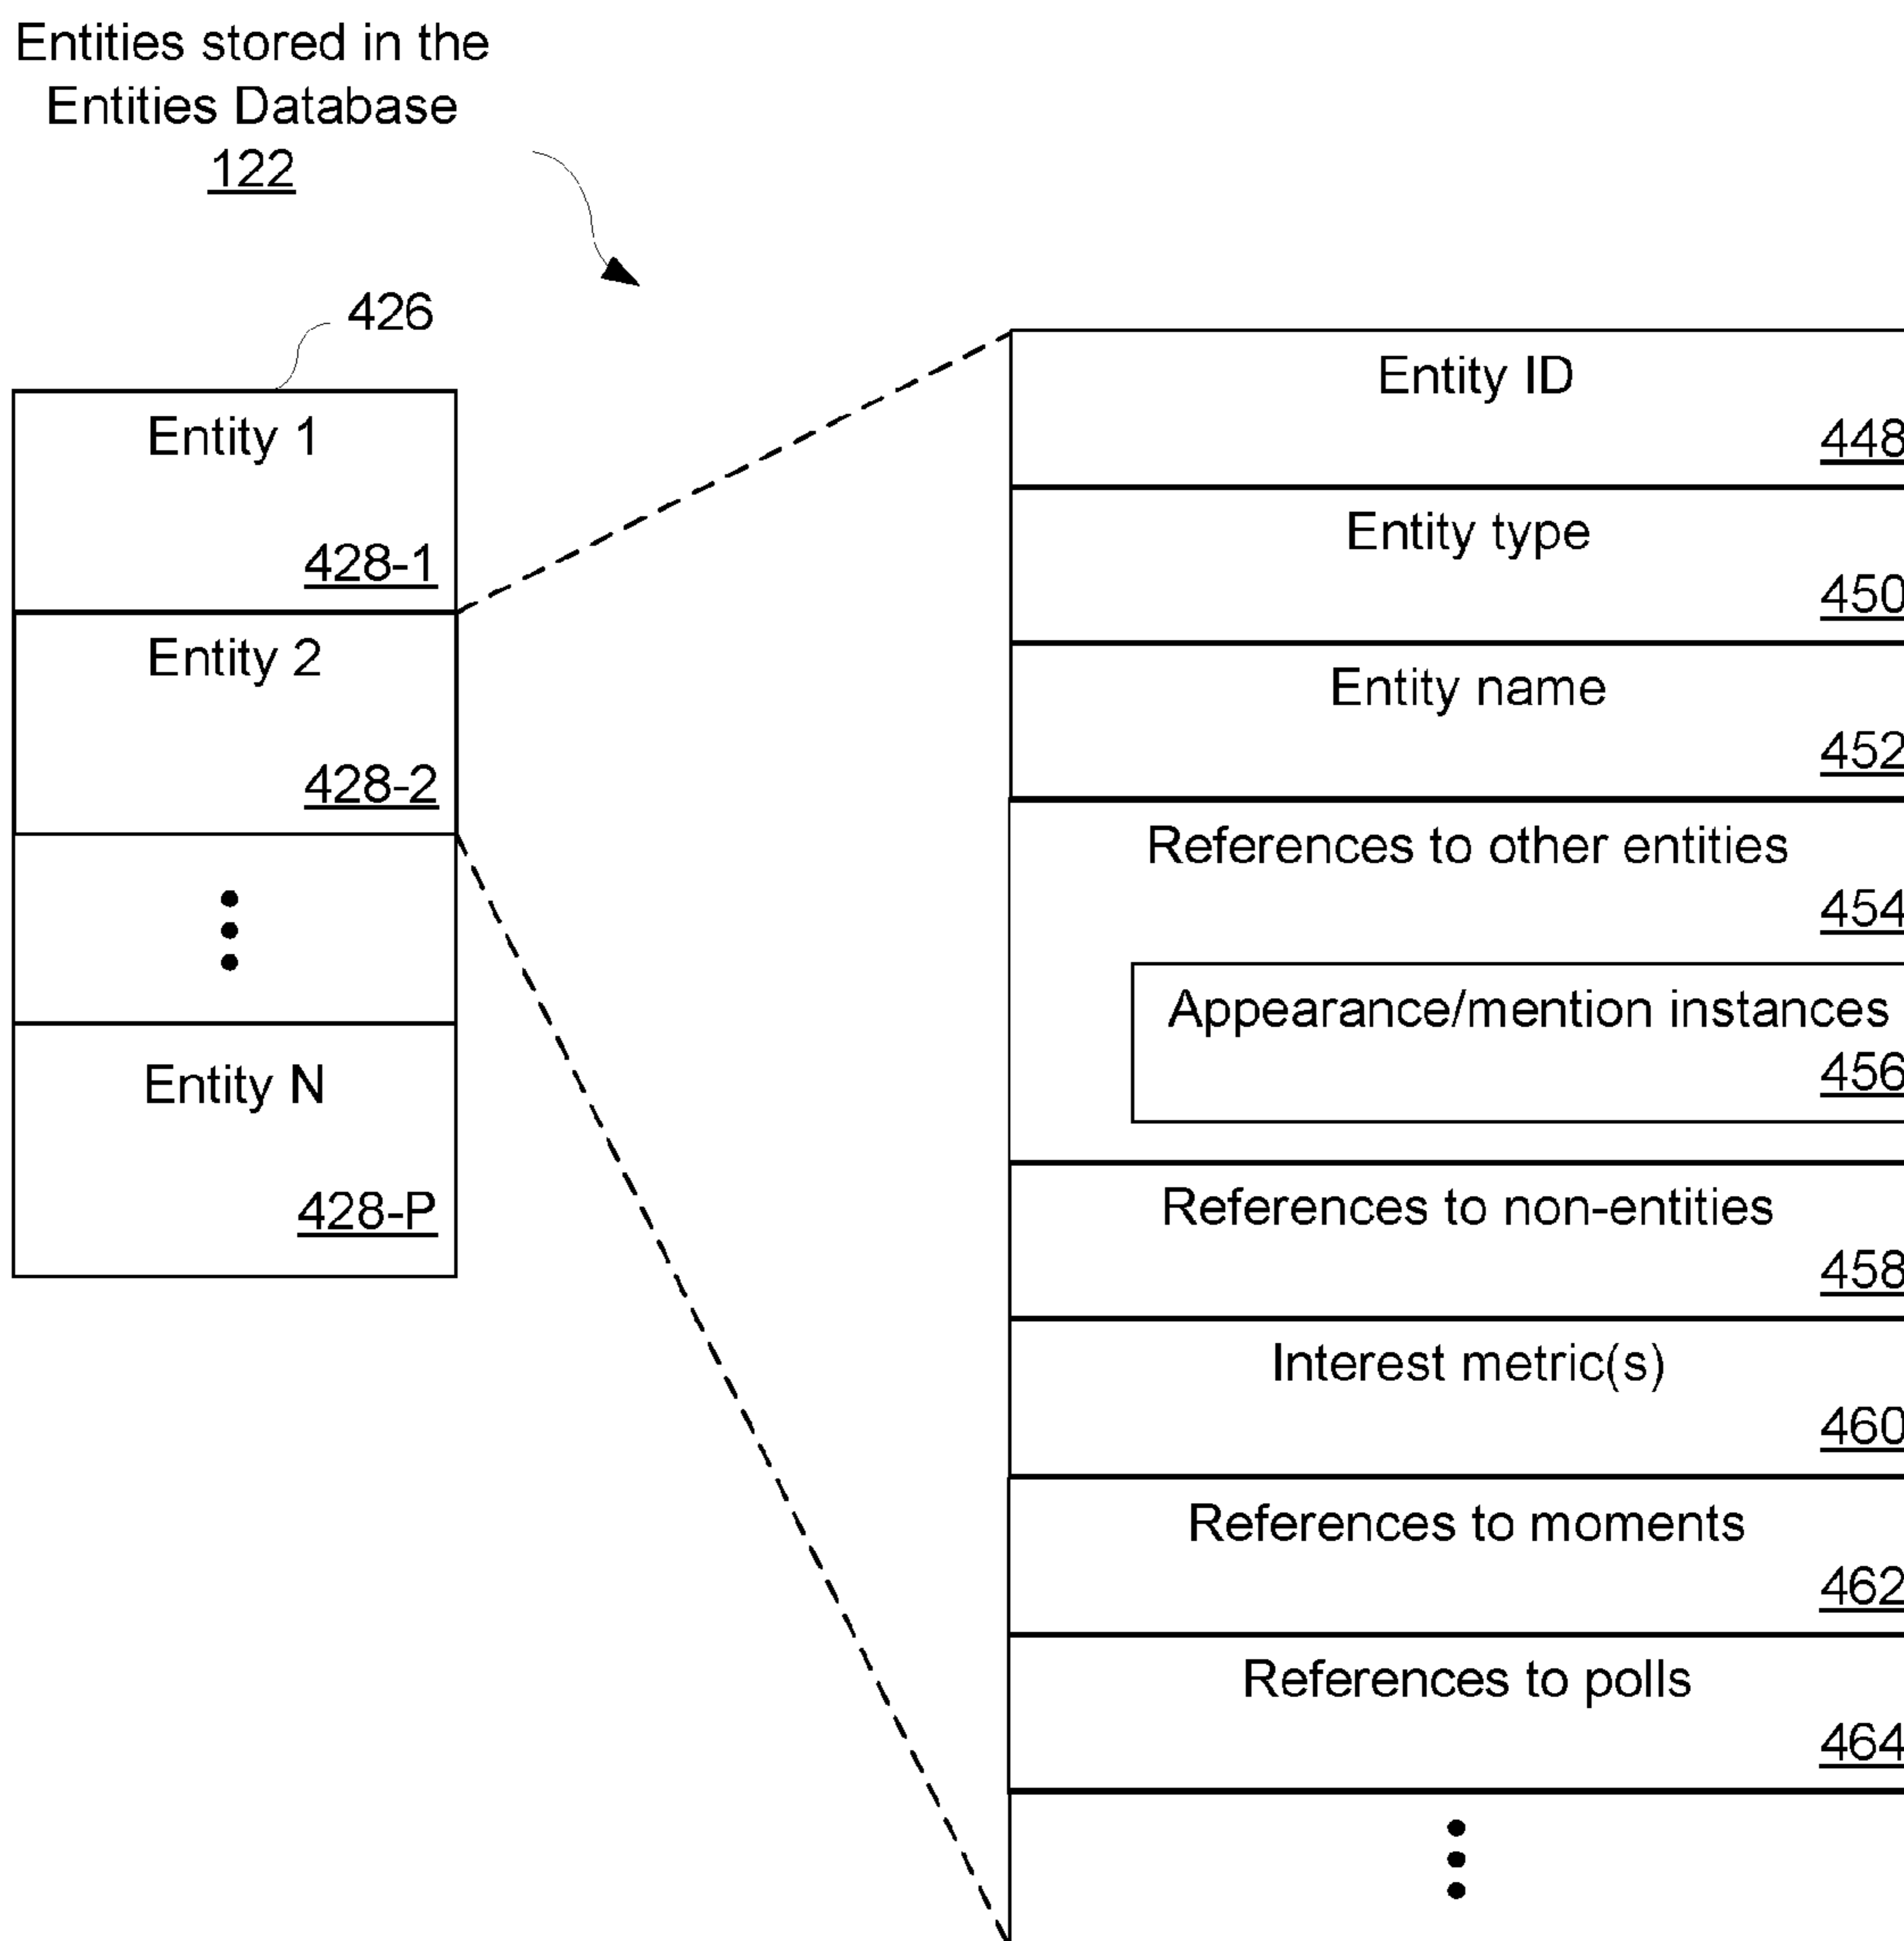 Entities stored in the
Entities Database
122
426
Entity 1
428-1
Entity 2
428-2
Entity N
428-P
Entity ID
448
Entity type
450
Entity name
452
References to other entities
454
Appearance/mention instances
456
References to non-entities
458
Interest metric(s)
460
References to moments
462
References to polls
464